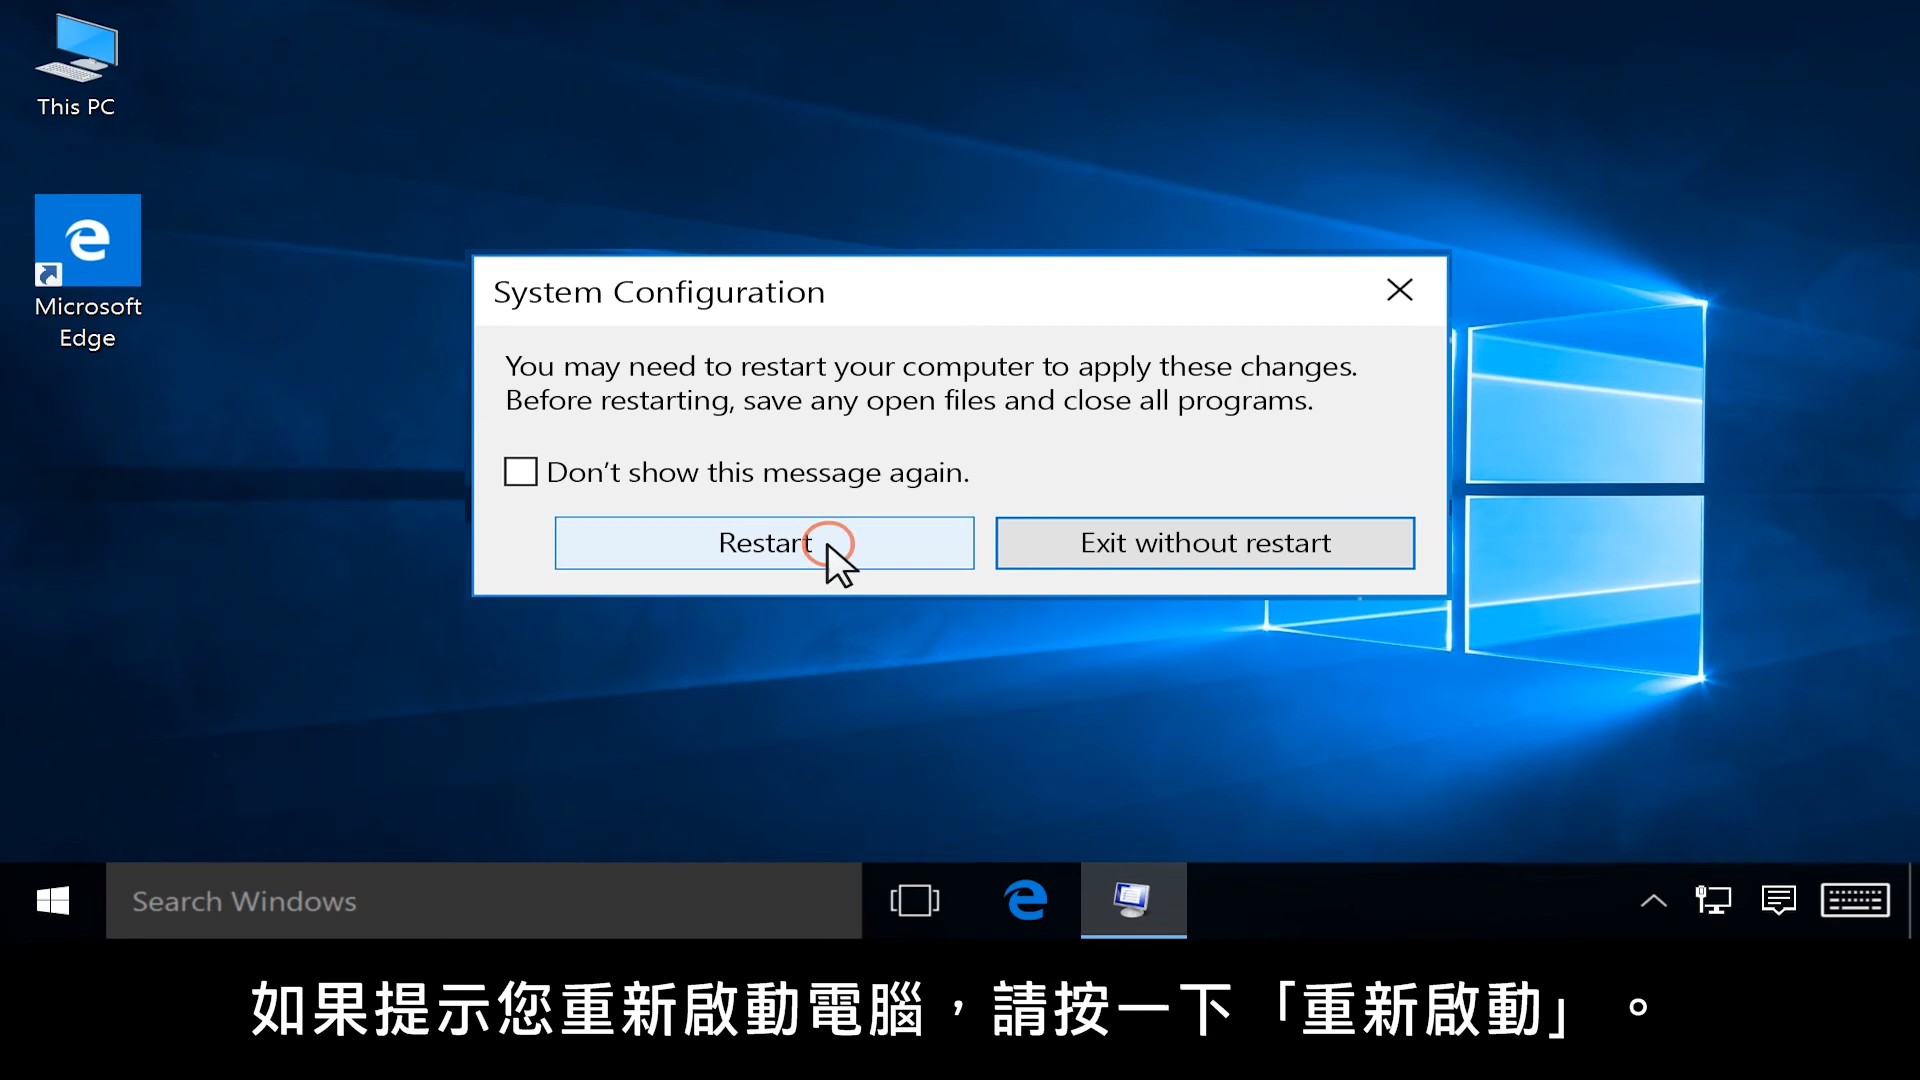 This PC
Microsoft
Edge
System Configuration
You may need to restart your computer to apply these changes.
Before restarting, save any open files and close all programs.
Don't show this message again.
Restart
Exit without restart
Search Windows
如果提示您重新啟動電腦，請按一下「重新啟動」。